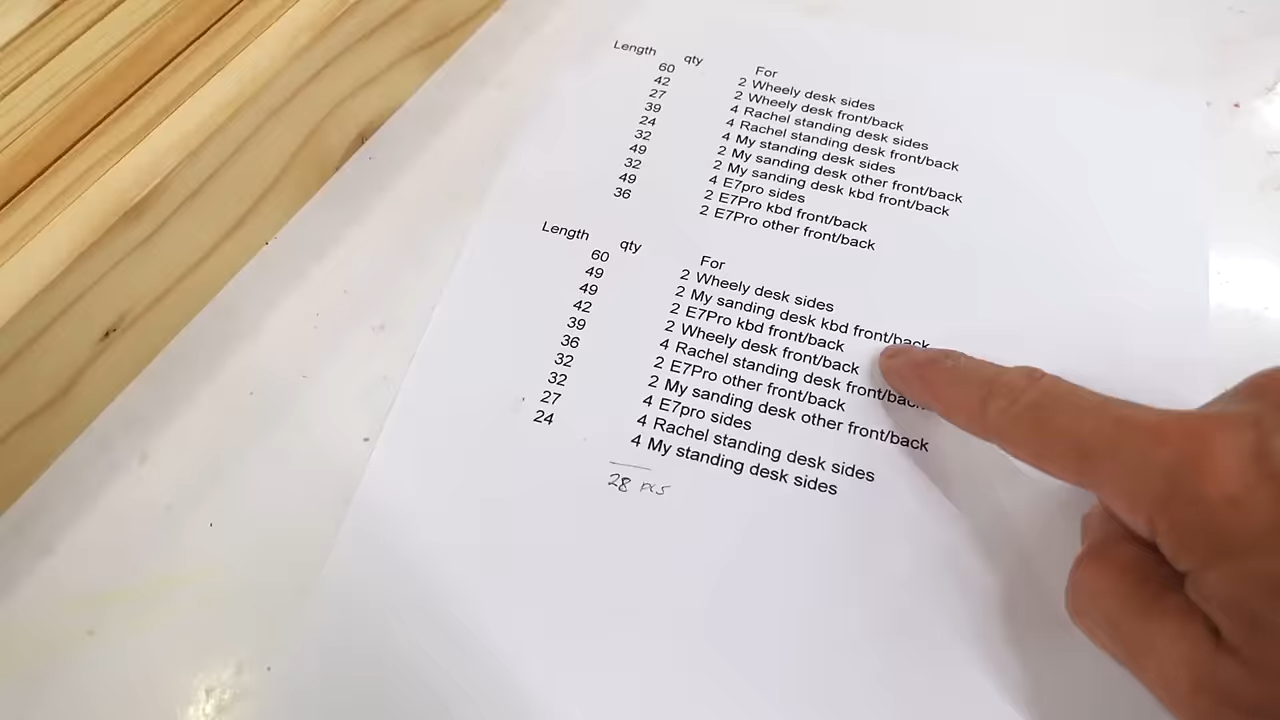 Length qty For
60 2 Wheely desk sides
42 2 Wheely desk front/back
27 4 Rachel standing desk sides
39 4 Rachel standing desk front/back
24 4 My standing desk sides
32 2 My sanding desk other front/back
49 2 My sanding desk kbd front/back
32 4 E7pro sides
49 2 E7Pro kbd front/back
36 2 E7Pro other front/back
Length qty For
60 2 Wheely desk sides
49 2 My sanding desk kbd front/back
49 2 E7Pro kbd front/back
42 2 Wheely desk front/back
39 4 Rachel standing desk front/back
36 2 E7Pro other front/back
32 2 My sanding desk other front/back
32 4 E7pro sides
27 4 Rachel standing desk sides
24 4 My standing desk sides
28 pcs